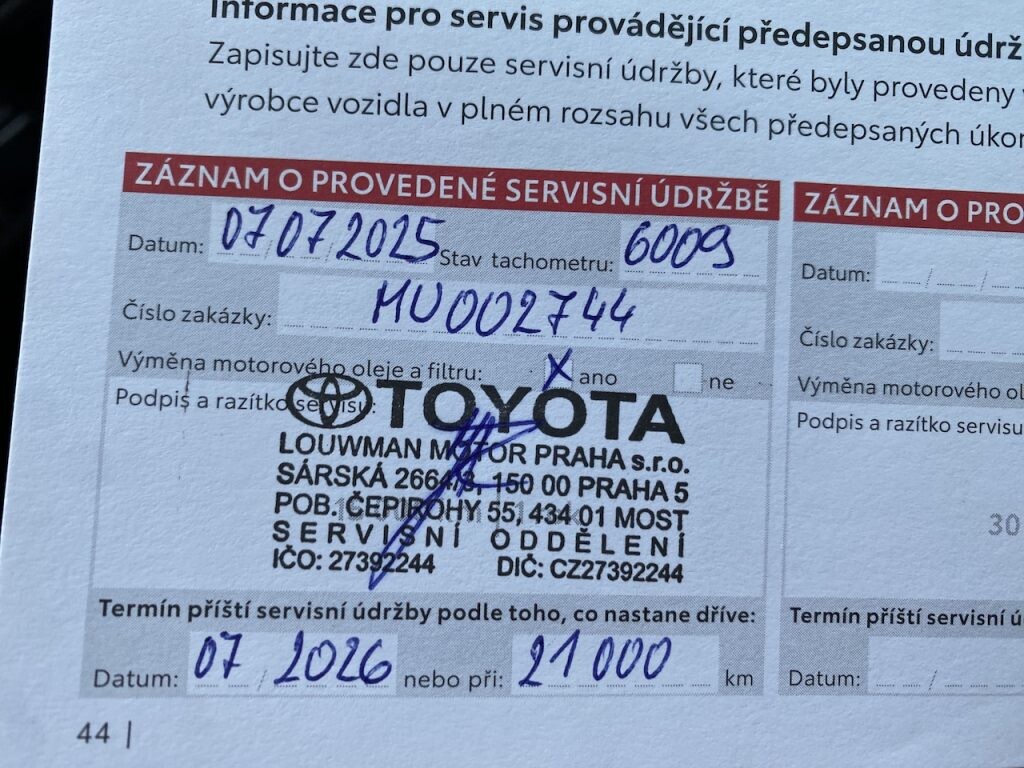 Informace pro servis provádějící předepsanou údrž
Zapisujte zde pouze servisní údržby, které byly provedeny v
výrobce vozidla v plném rozsahu všech předepsaných úkon
ZÁZNAM O PROVEDENÉ SERVISNÍ ÚDRŽBĚ
Datum: 07/07/2025 Stav tachometru: 6009
Číslo zakázky: MU002744
Výměna motorového oleje a filtru: X ano ne
Podpis a razítko servisu:
TOYOTA
LOUWMAN MOTOR PRAHA s.r.o.
SÁRSKÁ 2664/8, 150 00 PRAHA 5
POB. ČEPIROHY 55, 434 01 MOST
SERVISNÍ ODDĚLENÍ
IČO: 27392244 DIČ: CZ27392244
Termín příští servisní údržby podle toho, co nastane dříve:
Datum: 07/2026 nebo při: 21 000 km
ZÁZNAM O PRO
Datum: / /
Číslo zakázky:
Výměna motorového ol
Podpis a razítko servisu
30
Termín příští servisní ú
Datum: /
44 |